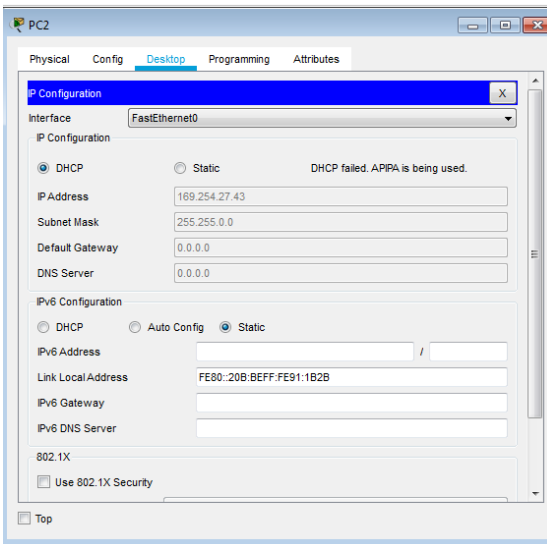 PC2
Physical Config Desktop Programming Attributes
IP Configuration X
Interface FastEthernet0
IP Configuration
DHCP Static DHCP failed. APIPA is being used.
IP Address 169.254.27.43
Subnet Mask 255.255.0.0
Default Gateway 0.0.0.0
DNS Server 0.0.0.0
IPv6 Configuration
DHCP Auto Config Static
IPv6 Address /
Link Local Address FE80::20B:BEFF:FE91:1B2B
IPv6 Gateway
IPv6 DNS Server
802.1X
Use 802.1X Security
Top